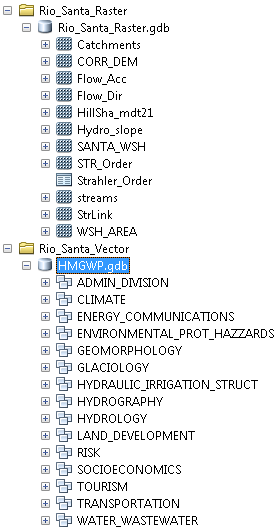 Rio_Santa_Raster
Rio_Santa_Raster.gdb
Catchments
CORR_DEM
Flow_Acc
Flow_Dir
HillSha_mdt21
Hydro_slope
SANTA_WSH
STR_Order
Strahler_Order
streams
StrLink
WSH_AREA
Rio_Santa_Vector
HMGWP.gdb
ADMIN_DIVISION
CLIMATE
ENERGY_COMMUNICATIONS
ENVIRONMENTAL_PROT_HAZZARDS
GEOMORPHOLOGY
GLACIOLOGY
HYDRAULIC_IRRIGATION_STRUCT
HYDROGRAPHY
HYDROLOGY
LAND_DEVELOPMENT
RISK
SOCIOECONOMICS
TOURISM
TRANSPORTATION
WATER_WASTEWATER